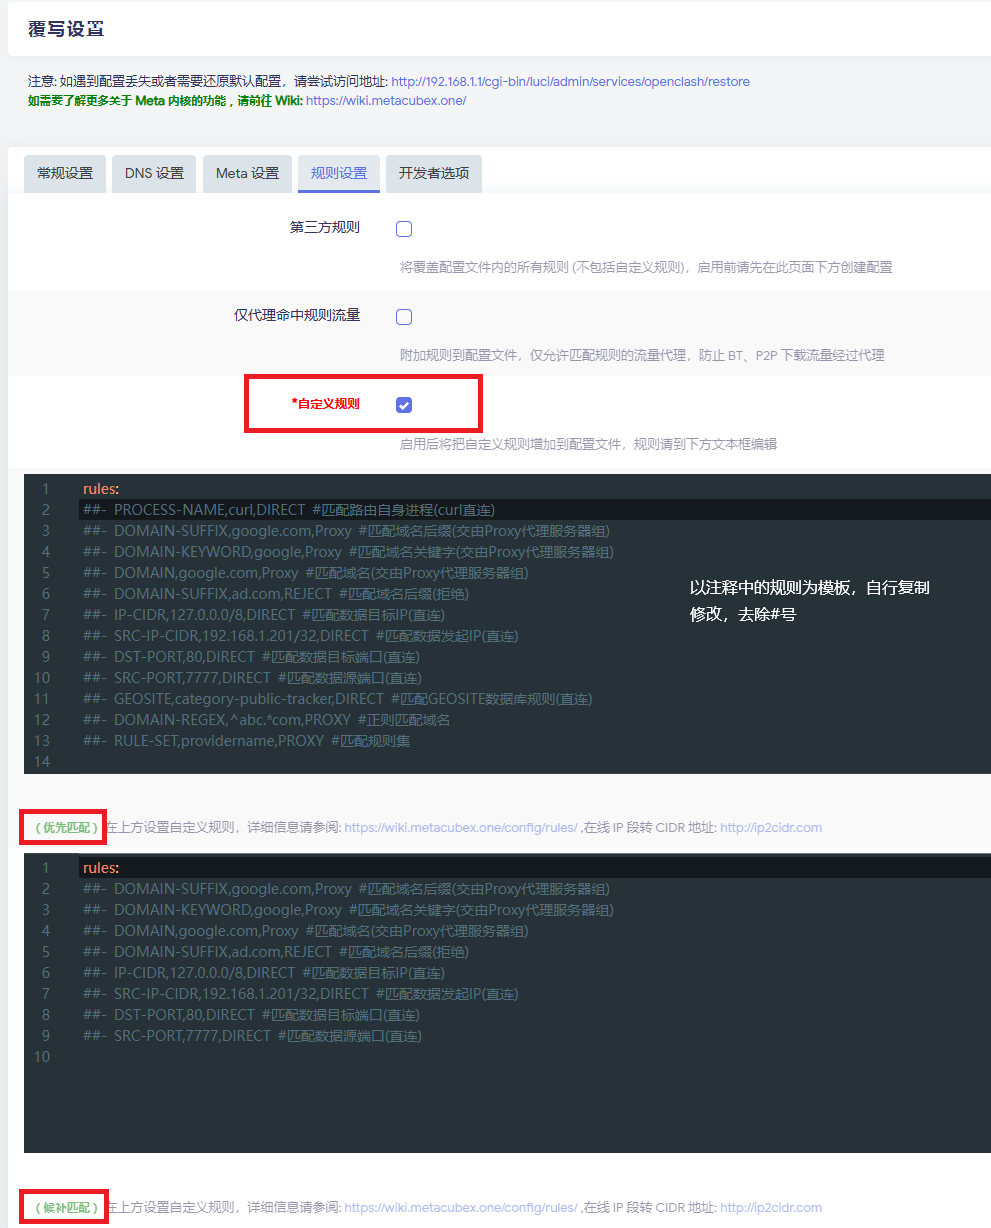 覆写设置
注意: 如遇到配置丢失或者需要还原默认配置，请尝试访问地址: http://192.168.1.1/cgi-bin/luci/admin/services/openclash/restore
如需要了解更多关于 Meta 内核的功能，请前往 Wiki: https://wiki.metacubex.one/
常规设置 DNS 设置 Meta 设置 规则设置 开发者选项
第三方规则
将覆盖配置文件内的所有规则 (不包括自定义规则)，启用前请先在此页面下方创建配置
仅代理命中规则流量
附加规则到配置文件，仅允许匹配规则的流量代理，防止 BT、P2P 下载流量经过代理
*自定义规则
启用后将把自定义规则增加到配置文件，规则请到下方文本框编辑
1 rules:
2 ##- PROCESS-NAME,curl,DIRECT #匹配路由自身进程(curl直连)
3 ##- DOMAIN-SUFFIX,google.com,Proxy #匹配域名后缀(交由Proxy代理服务器组)
4 ##- DOMAIN-KEYWORD,google,Proxy #匹配域名关键字(交由Proxy代理服务器组)
5 ##- DOMAIN,google.com,Proxy #匹配域名(交由Proxy代理服务器组)
6 ##- DOMAIN-SUFFIX,ad.com,REJECT #匹配域名后缀(拒绝)
7 ##- IP-CIDR,127.0.0.0/8,DIRECT #匹配数据目标IP(直连)
8 ##- SRC-IP-CIDR,192.168.1.201/32,DIRECT #匹配数据发起IP(直连)
9 ##- DST-PORT,80,DIRECT #匹配数据目标端口(直连)
10 ##- SRC-PORT,7777,DIRECT #匹配数据源端口(直连)
11 ##- GEOSITE,category-public-tracker,DIRECT #匹配GEOSITE数据库规则(直连)
12 ##- DOMAIN-REGEX,^abc.*com,PROXY #正则匹配域名
13 ##- RULE-SET,providername,PROXY #匹配规则集
14
以注释中的规则为模板，自行复制
修改，去除#号
（优先匹配）在上方设置自定义规则，详细信息请参阅: https://wiki.metacubex.one/config/rules/ ,在线 IP 段转 CIDR 地址: http://ip2cidr.com
1 rules:
2 ##- DOMAIN-SUFFIX,google.com,Proxy #匹配域名后缀(交由Proxy代理服务器组)
3 ##- DOMAIN-KEYWORD,google,Proxy #匹配域名关键字(交由Proxy代理服务器组)
4 ##- DOMAIN,google.com,Proxy #匹配域名(交由Proxy代理服务器组)
5 ##- DOMAIN-SUFFIX,ad.com,REJECT #匹配域名后缀(拒绝)
6 ##- IP-CIDR,127.0.0.0/8,DIRECT #匹配数据目标IP(直连)
7 ##- SRC-IP-CIDR,192.168.1.201/32,DIRECT #匹配数据发起IP(直连)
8 ##- DST-PORT,80,DIRECT #匹配数据目标端口(直连)
9 ##- SRC-PORT,7777,DIRECT #匹配数据源端口(直连)
10
（候补匹配）在上方设置自定义规则，详细信息请参阅: https://wiki.metacubex.one/config/rules/ ,在线 IP 段转 CIDR 地址: http://ip2cidr.com